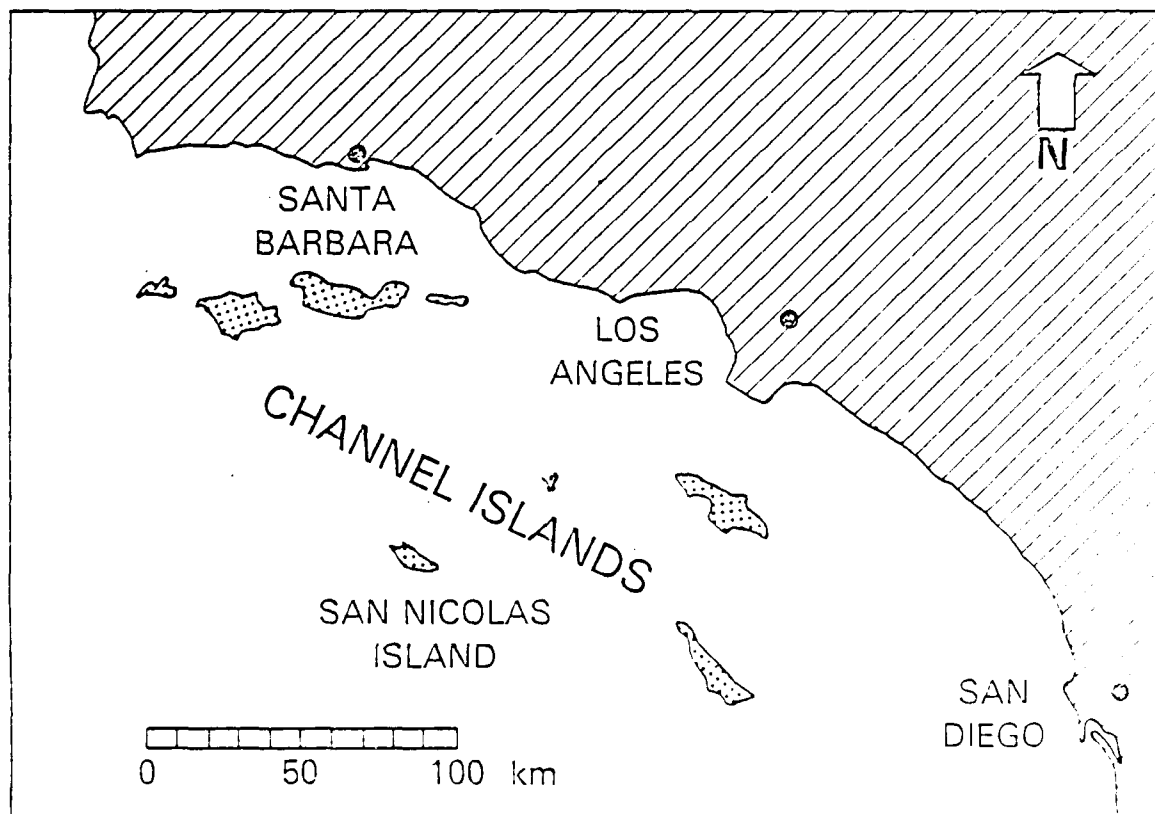 N
SANTA
BARBARA
LOS
ANGELES
CHANNEL ISLANDS
SAN NICOLAS
ISLAND
SAN
DIEGO
0 50 100 km